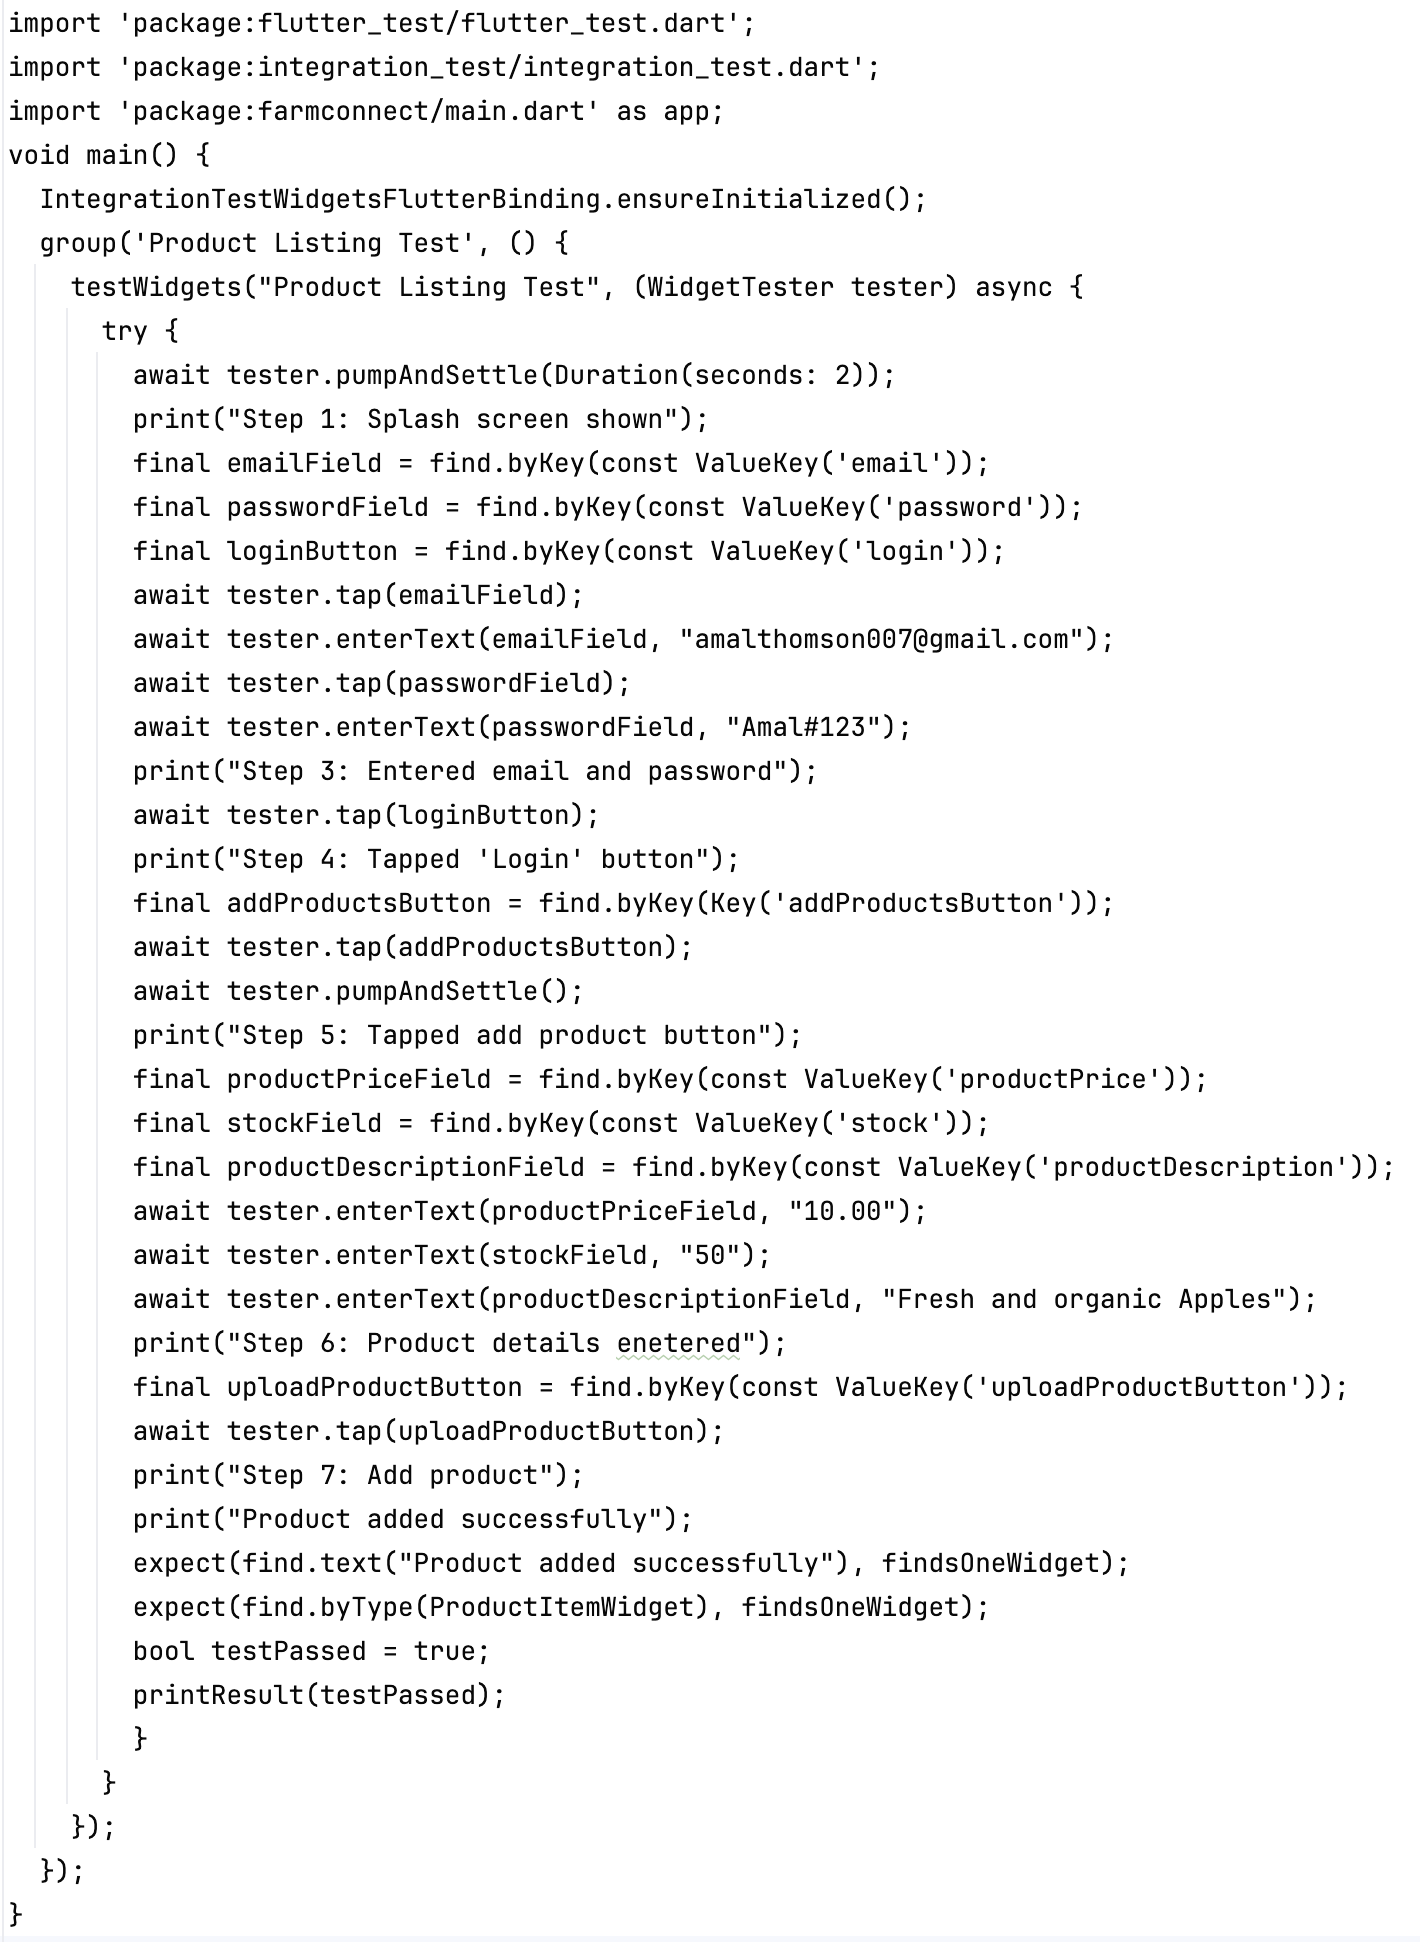 import 'package:flutter_test/flutter_test.dart';
import 'package:integration_test/integration_test.dart';
import 'package:farmconnect/main.dart' as app;
void main() {
  IntegrationTestWidgetsFlutterBinding.ensureInitialized();
  group('Product Listing Test', () {
    testWidgets("Product Listing Test", (WidgetTester tester) async {
      try {
        await tester.pumpAndSettle(Duration(seconds: 2));
        print("Step 1: Splash screen shown");
        final emailField = find.byKey(const ValueKey('email'));
        final passwordField = find.byKey(const ValueKey('password'));
        final loginButton = find.byKey(const ValueKey('login'));
        await tester.tap(emailField);
        await tester.enterText(emailField, "amalthomson007@gmail.com");
        await tester.tap(passwordField);
        await tester.enterText(passwordField, "Amal#123");
        print("Step 3: Entered email and password");
        await tester.tap(loginButton);
        print("Step 4: Tapped 'Login' button");
        final addProductsButton = find.byKey(Key('addProductsButton'));
        await tester.tap(addProductsButton);
        await tester.pumpAndSettle();
        print("Step 5: Tapped add product button");
        final productPriceField = find.byKey(const ValueKey('productPrice'));
        final stockField = find.byKey(const ValueKey('stock'));
        final productDescriptionField = find.byKey(const ValueKey('productDescription'));
        await tester.enterText(productPriceField, "10.00");
        await tester.enterText(stockField, "50");
        await tester.enterText(productDescriptionField, "Fresh and organic Apples");
        print("Step 6: Product details enetered");
        final uploadProductButton = find.byKey(const ValueKey('uploadProductButton'));
        await tester.tap(uploadProductButton);
        print("Step 7: Add product");
        print("Product added successfully");
        expect(find.text("Product added successfully"), findsOneWidget);
        expect(find.byType(ProductItemWidget), findsOneWidget);
        bool testPassed = true;
        printResult(testPassed);
        }
      }
    });
  });
}